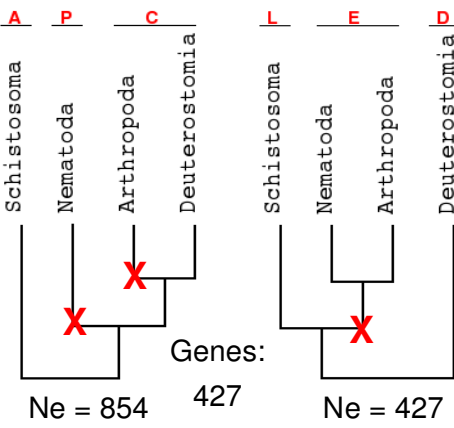 A P C L E D
Schistosoma
Nematoda
Arthropoda
Deuterostomia
Schistosoma
Nematoda
Arthropoda
Deuterostomia
X
X
X
Genes:
427
Ne = 854
Ne = 427